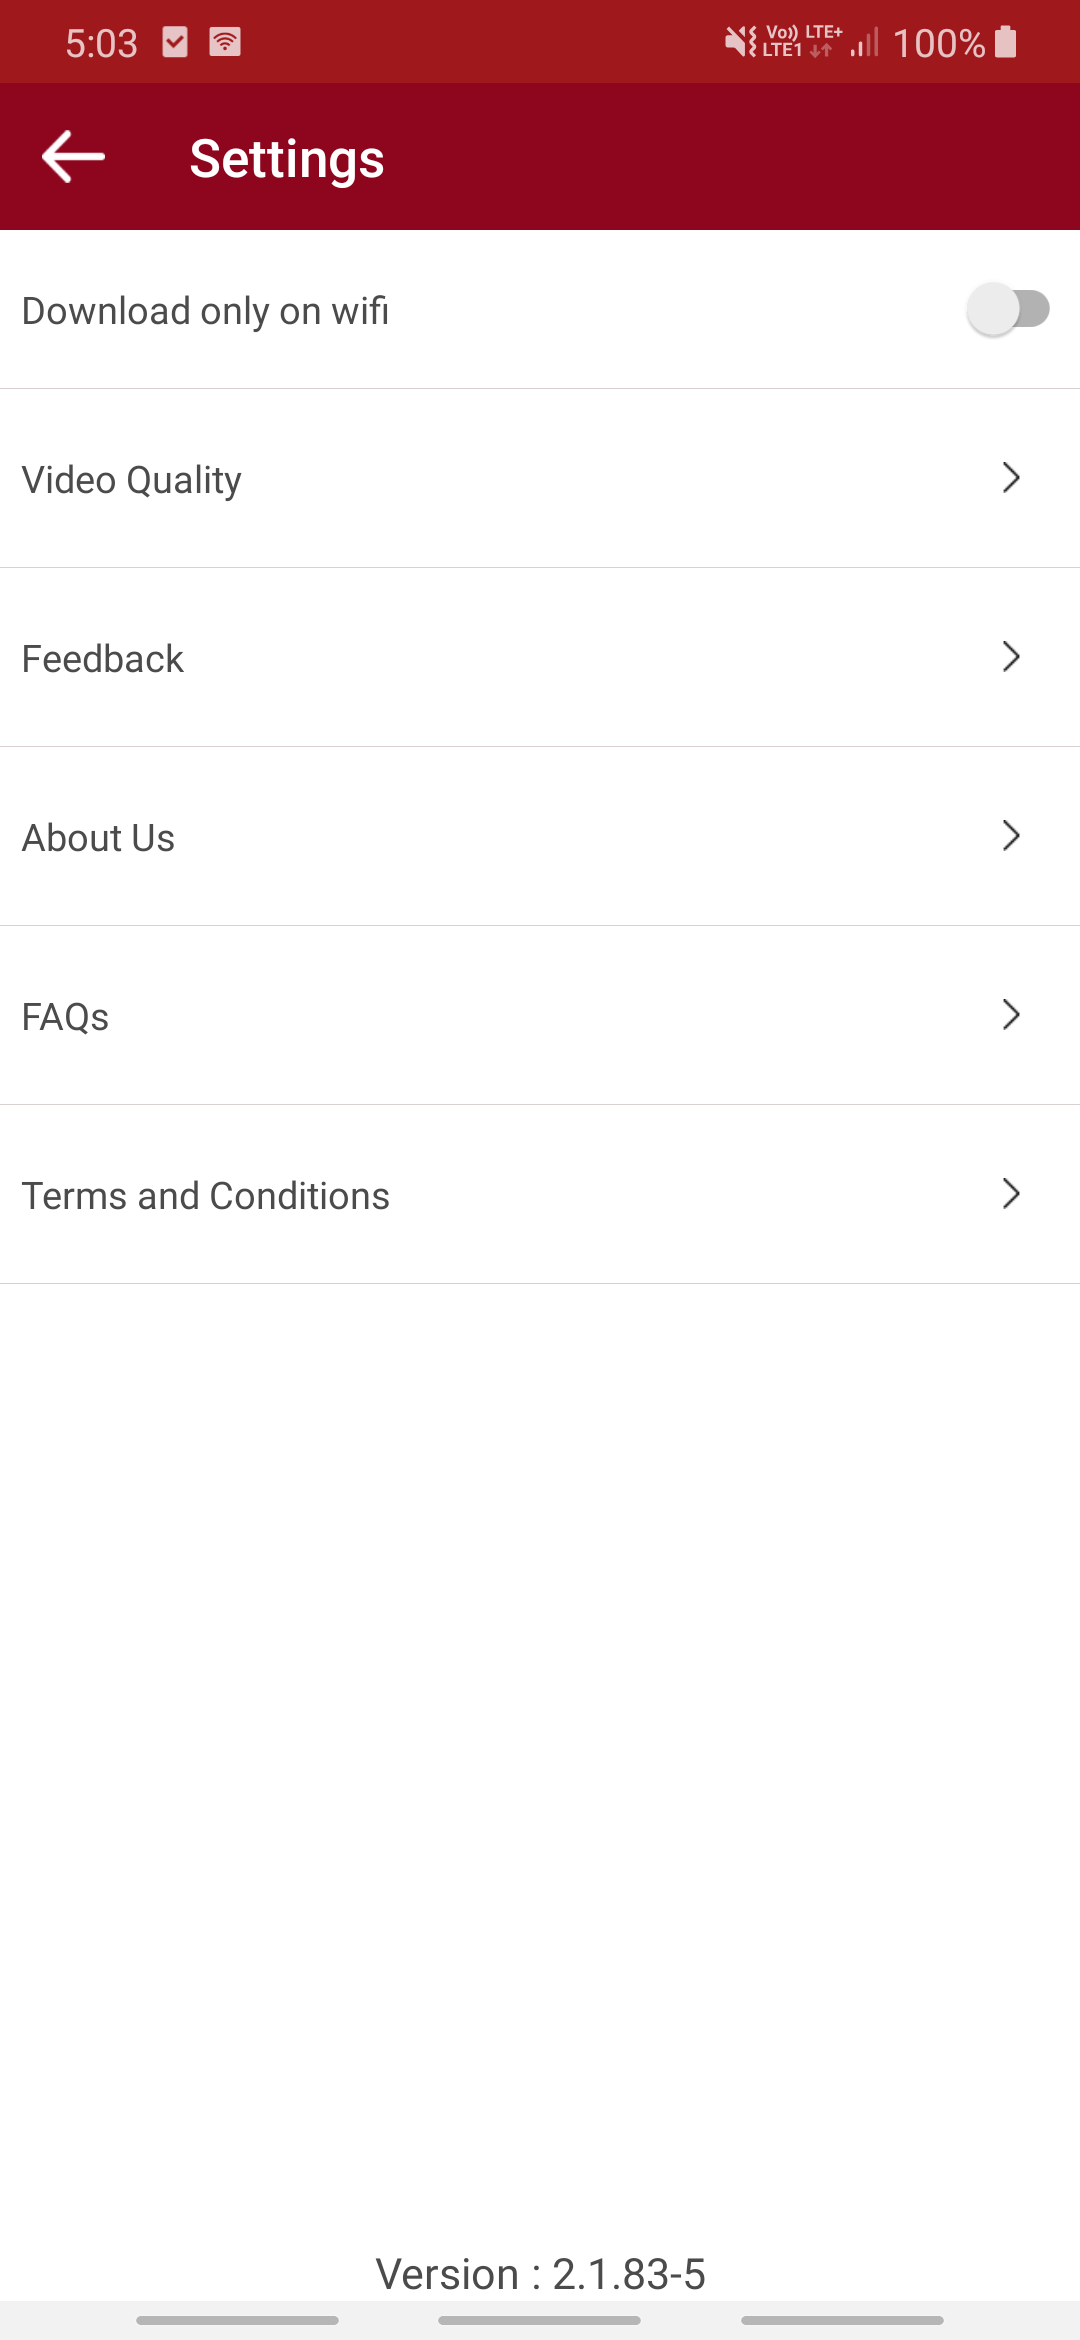 5:03 Vo)) LTE+ LTE1 100%
Settings
Download only on wifi
Video Quality
Feedback
About Us
FAQs
Terms and Conditions
Version : 2.1.83-5